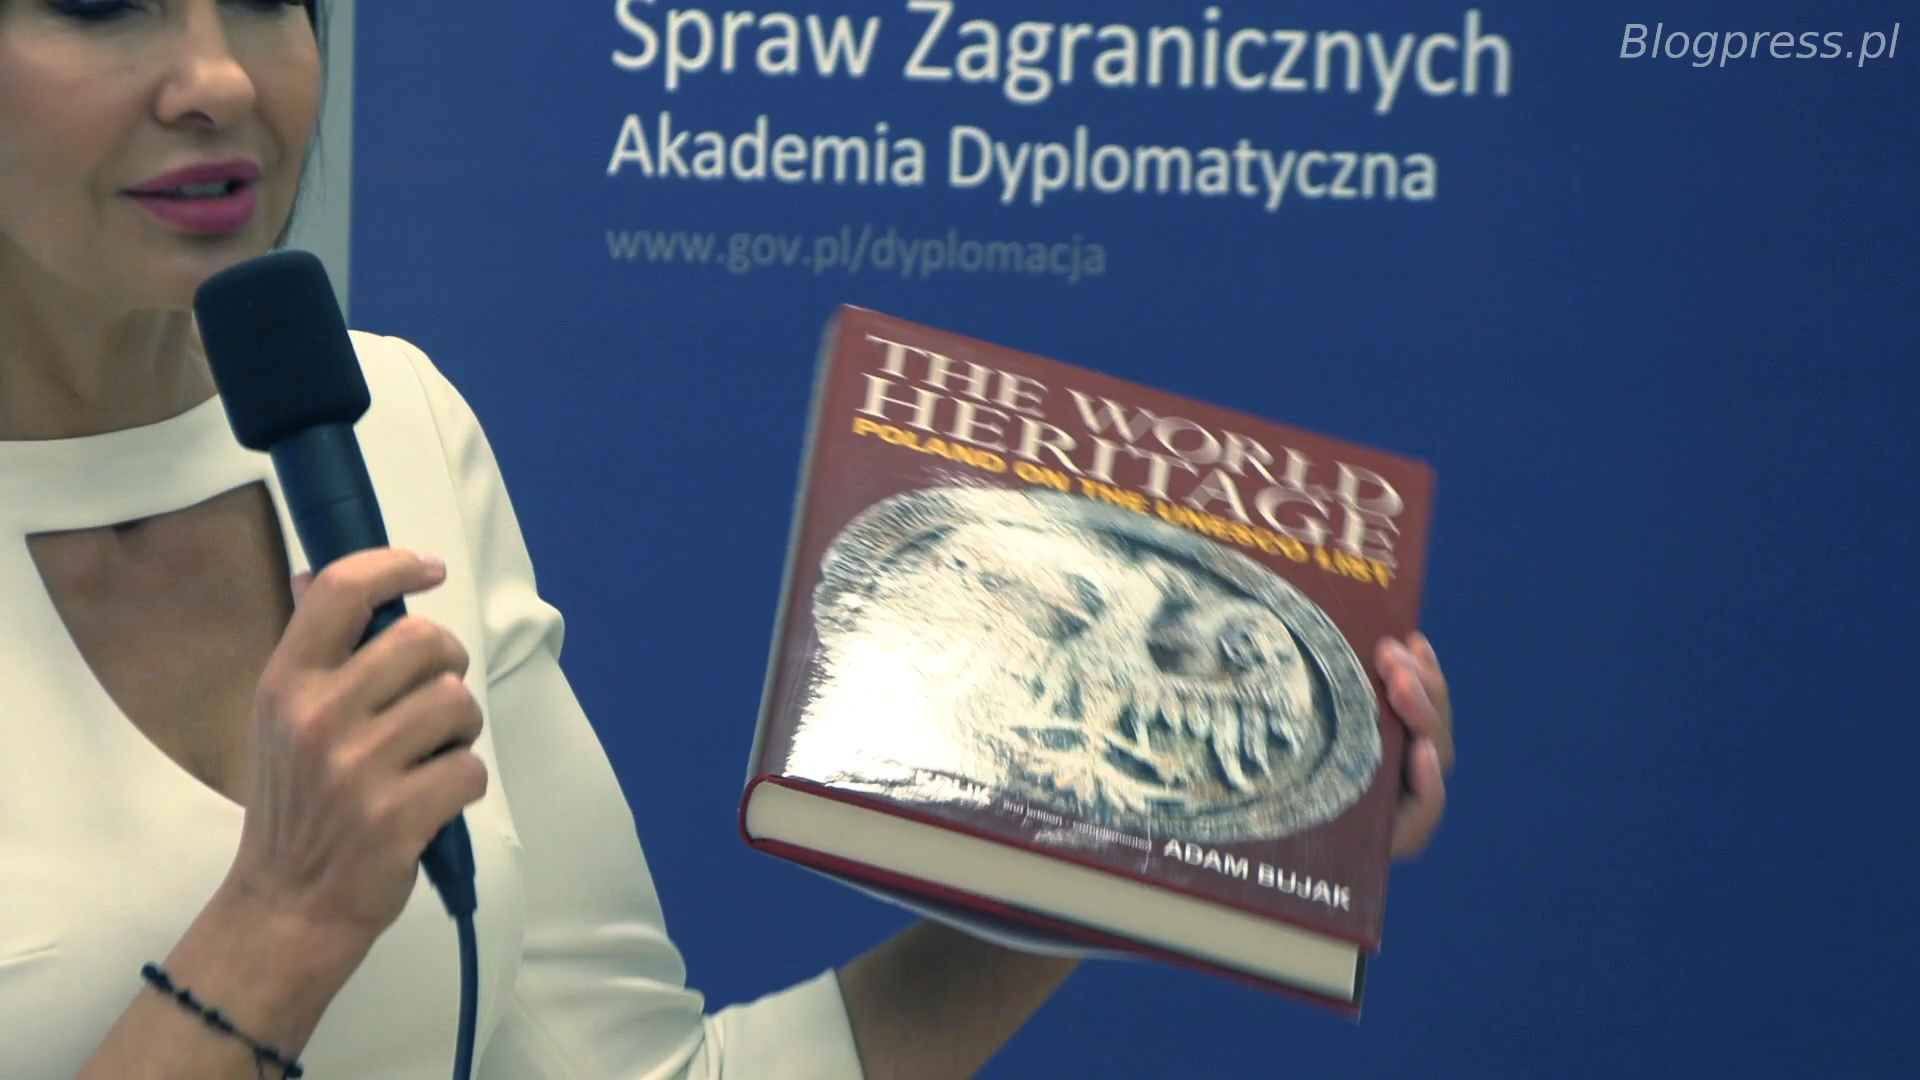 Blogpress.pl
Spraw Zagranicznych
Akademia Dyplomatyczna
www.gov.pl/dyplomacja
THE WORLD
HERITAGE
POLAND ON THE UNESCO LIST
ADAM BUJAK